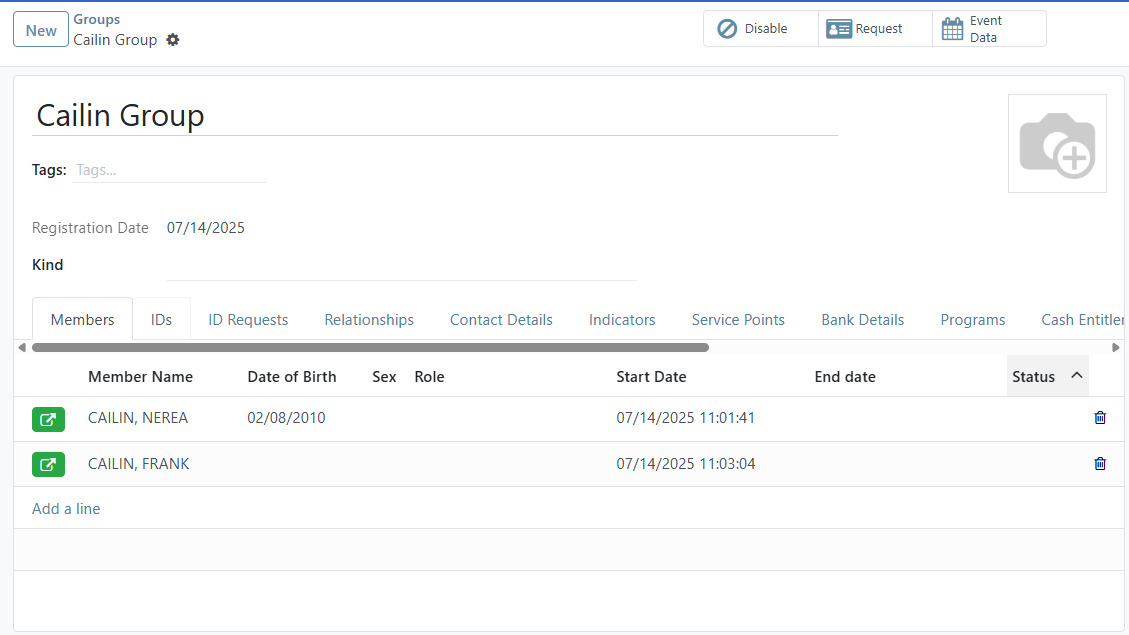 New
Groups
Cailin Group
Disable
Request
Event
Data
Cailin Group
Tags: Tags...
Registration Date 07/14/2025
Kind
Members IDs ID Requests Relationships Contact Details Indicators Service Points Bank Details Programs Cash Entitler
Member Name Date of Birth Sex Role Start Date End date Status
CAILIN, NEREA 02/08/2010 07/14/2025 11:01:41
CAILIN, FRANK 07/14/2025 11:03:04
Add a line